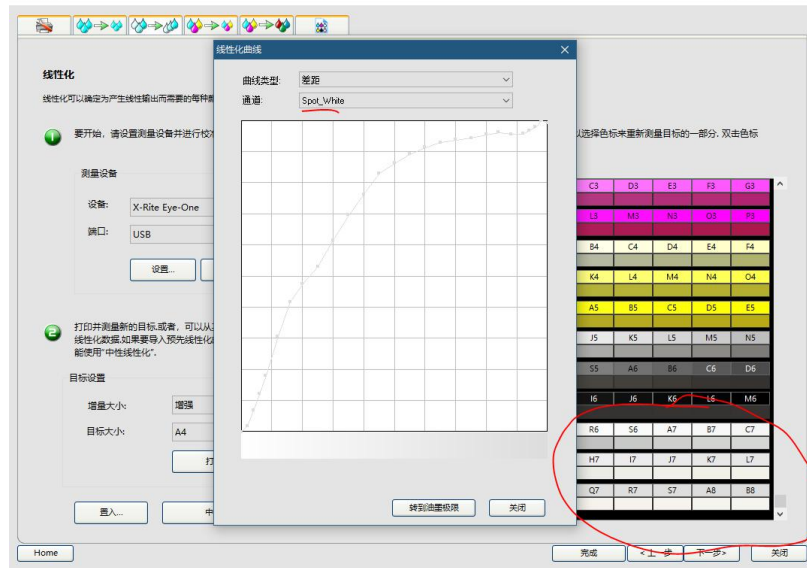 线性化曲线
线性化
线性化可以确定为产生线性输出而需要的每种
曲线类型: 差距
通道: Spot_White
要开始，请设置测量设备并进行校 以选择色标来重新测量目标的一部分, 双击色标
测量设备
设备: X-Rite Eye-One
端口: USB
设置...
打印并测量新的目标.或者，可以从
线性化数据.如果要导入预先线性化
能使用"中性线性化".
目标设置
增量大小: 增强
目标大小: A4
打
置入... 中
转到油墨极限 关闭
C3 D3 E3 F3 G3
L3 M3 N3 O3 P3
B4 C4 D4 E4 F4
K4 L4 M4 N4 O4
A5 B5 C5 D5 E5
J5 K5 L5 M5 N5
S5 A6 B6 C6 D6
I6 J6 K6 L6 M6
R6 S6 A7 B7 C7
H7 I7 J7 K7 L7
Q7 R7 S7 A8 B8
Home 完成 <上一步 下一步> 关闭